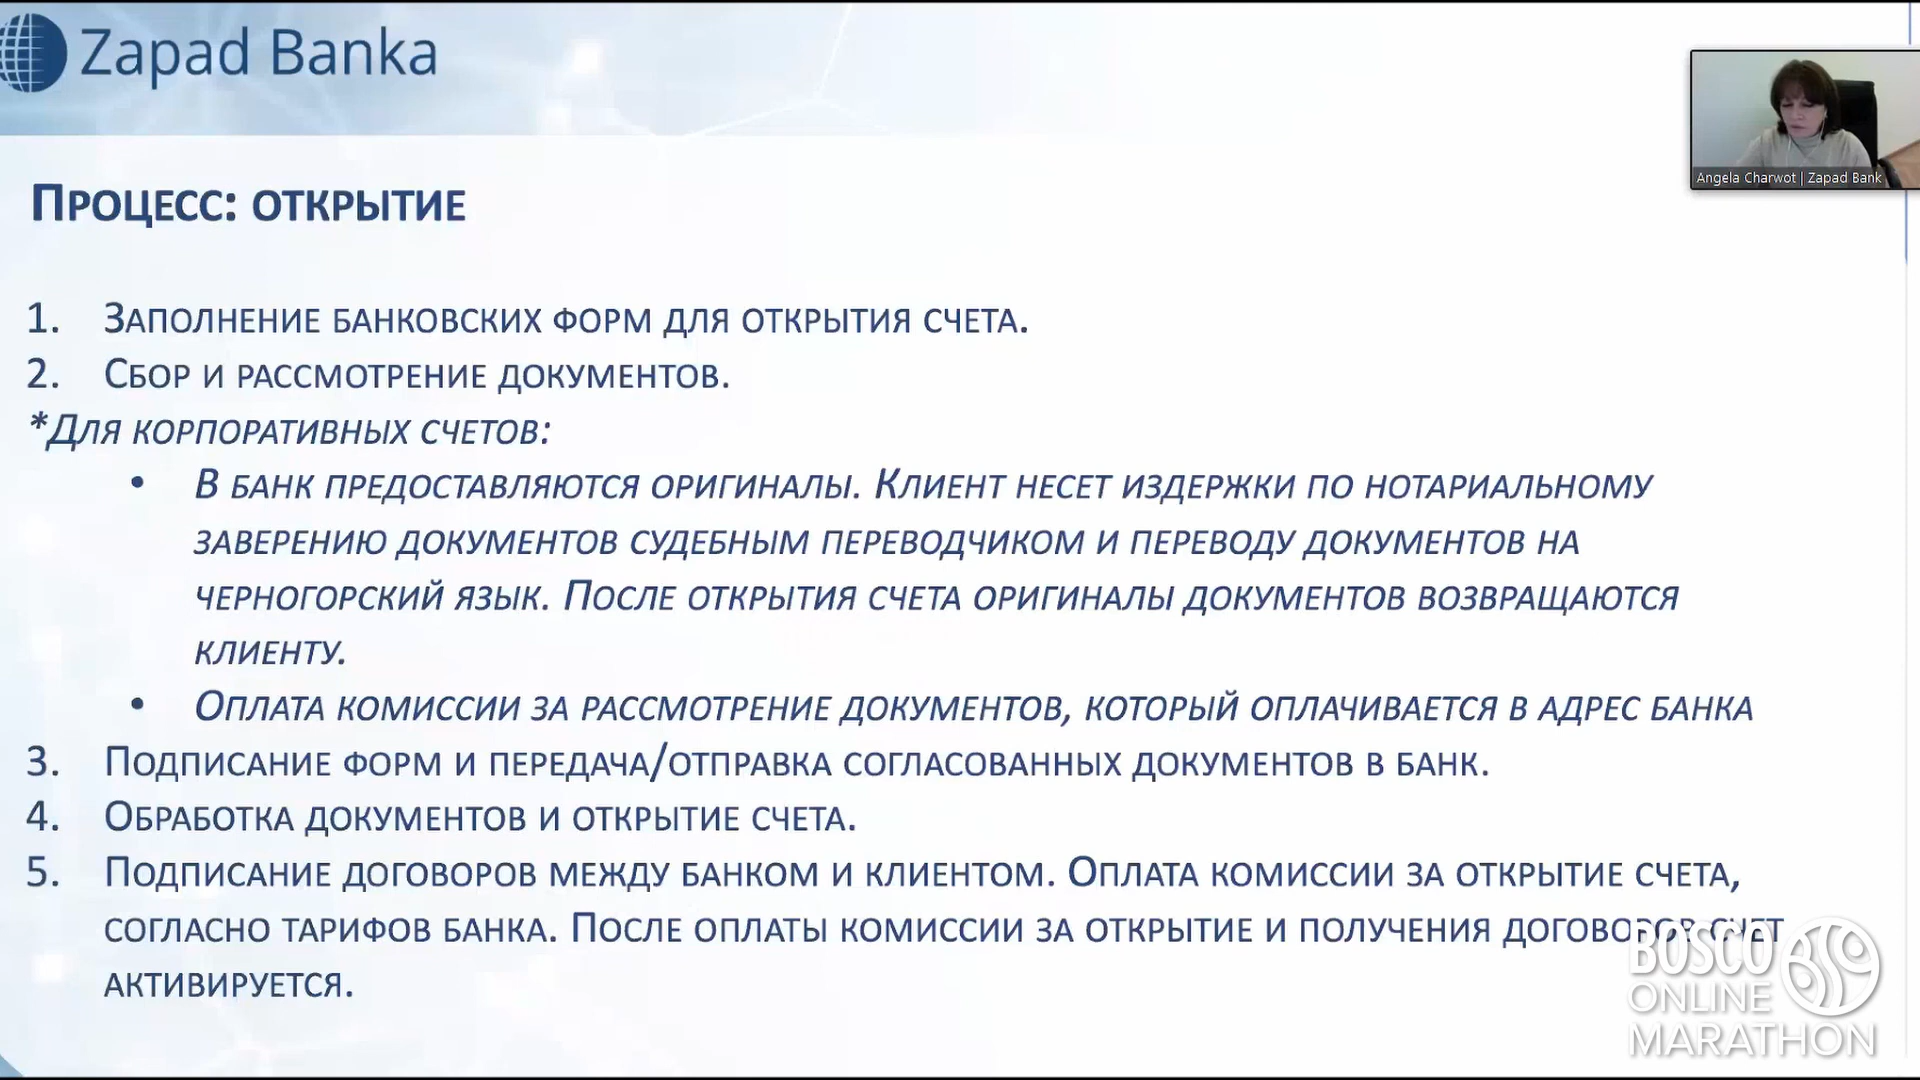 Zapad Banka
Angela Charwot | Zapad Bank
Процесс: открытие
1. Заполнение банковских форм для открытия счета.
2. Сбор и рассмотрение документов.
*Для корпоративных счетов:
• В банк предоставляются оригиналы. Клиент несет издержки по нотариальному
заверению документов судебным переводчиком и переводу документов на
черногорский язык. После открытия счета оригиналы документов возвращаются
клиенту.
• Оплата комиссии за рассмотрение документов, который оплачивается в адрес банка
3. Подписание форм и передача/отправка согласованных документов в банк.
4. Обработка документов и открытие счета.
5. Подписание договоров между банком и клиентом. Оплата комиссии за открытие счета,
согласно тарифов банка. После оплаты комиссии за открытие и получения договоров счет
активируется.
BOSCO
ONLINE
MARATHON